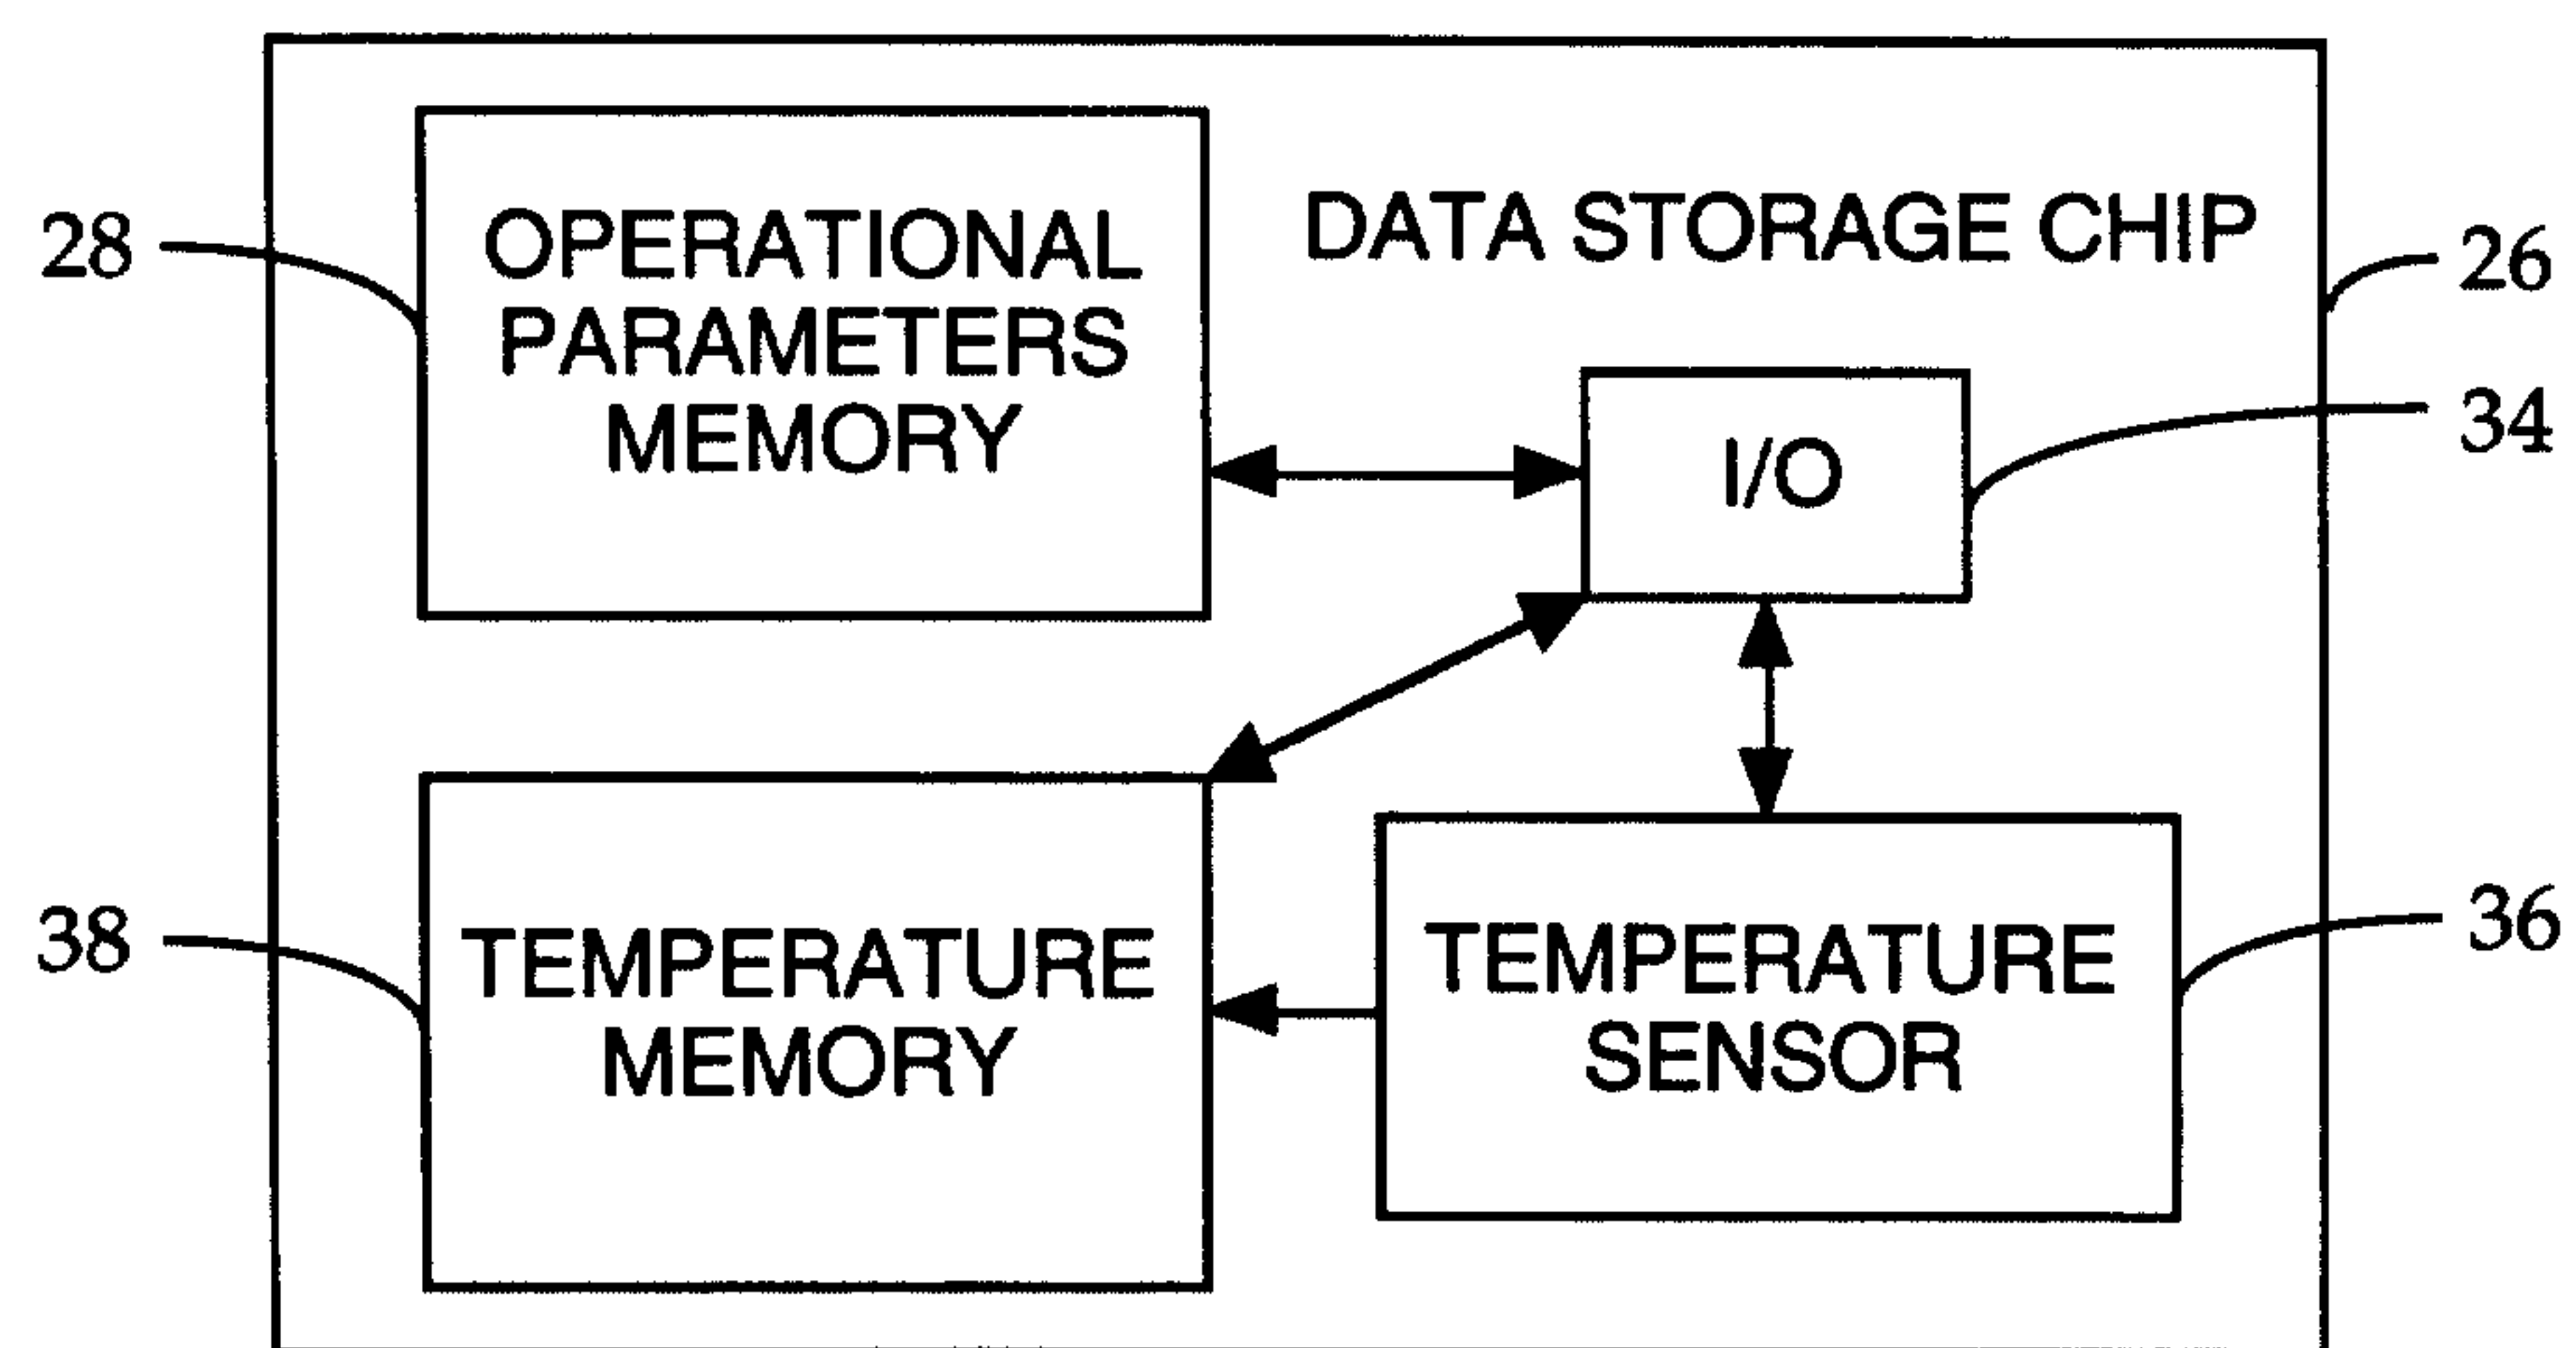 28
OPERATIONAL
PARAMETERS
MEMORY
DATA STORAGE CHIP
26
34
I/O
38
TEMPERATURE
MEMORY
TEMPERATURE
SENSOR
36